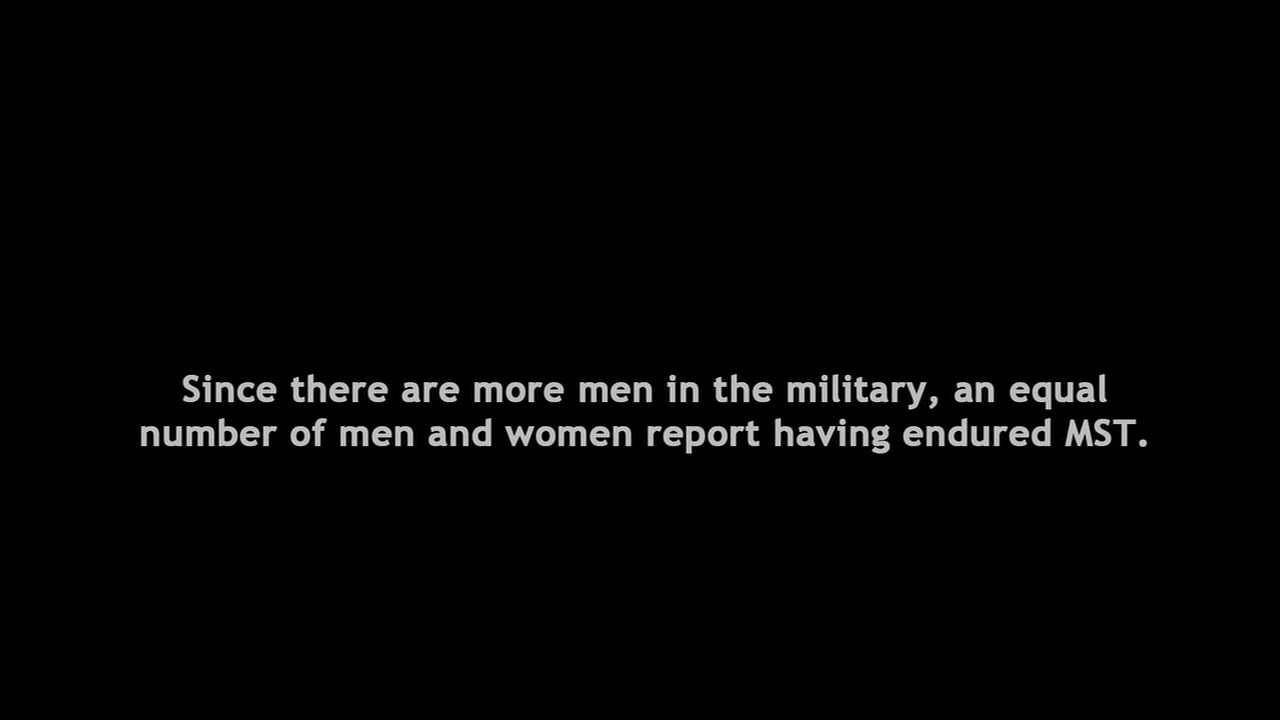 Since there are more men in the military, an equal
number of men and women report having endured MST.